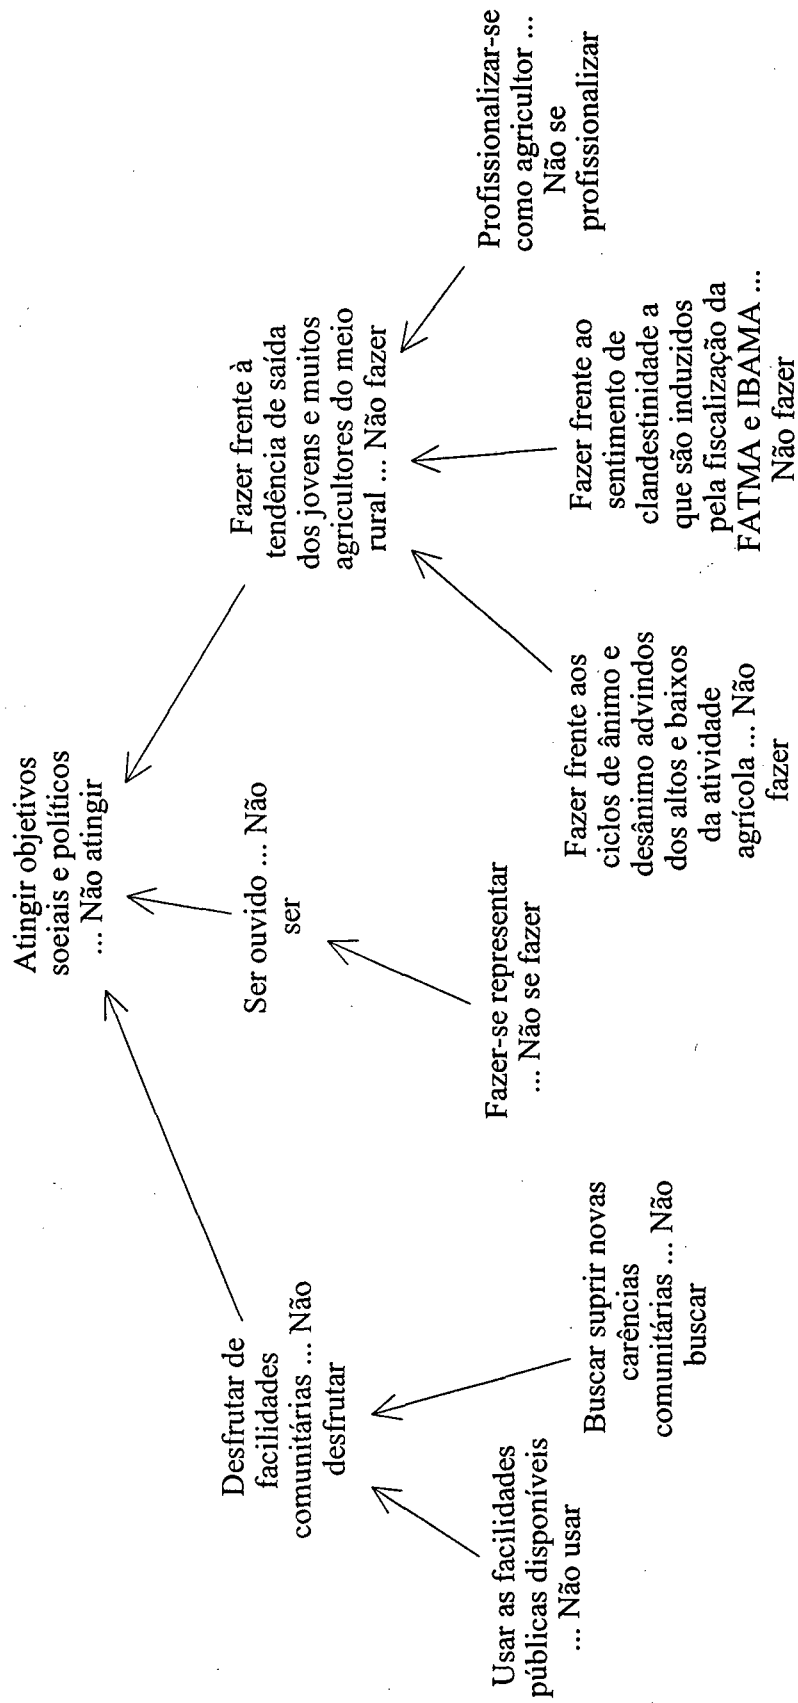 Atingir objetivos
soeiais e políticos
... Não atingir
Desfrutar de
facilidades
comunitárias ... Não
desfrutar
Ser ouvido ... Não
ser
Fazer frente à
tendência de saída
dos jovens e muitos
agricultores do meio
rural ... Não fazer
Usar as facilidades
públicas disponíveis
... Não usar
Buscar suprir novas
carências
comunitárias ... Não
buscar
Fazer-se representar
... Não se fazer
Fazer frente aos
ciclos de ânimo e
desânimo advindos
dos altos e baixos
da atividade
agrícola ... Não
fazer
Fazer frente ao
sentimento de
clandestinidade a
que são induzidos
pela fiscalização da
FATMA e IBAMA ...
Não fazer
Profissionalizar-se
como agricultor ...
Não se
profissionalizar